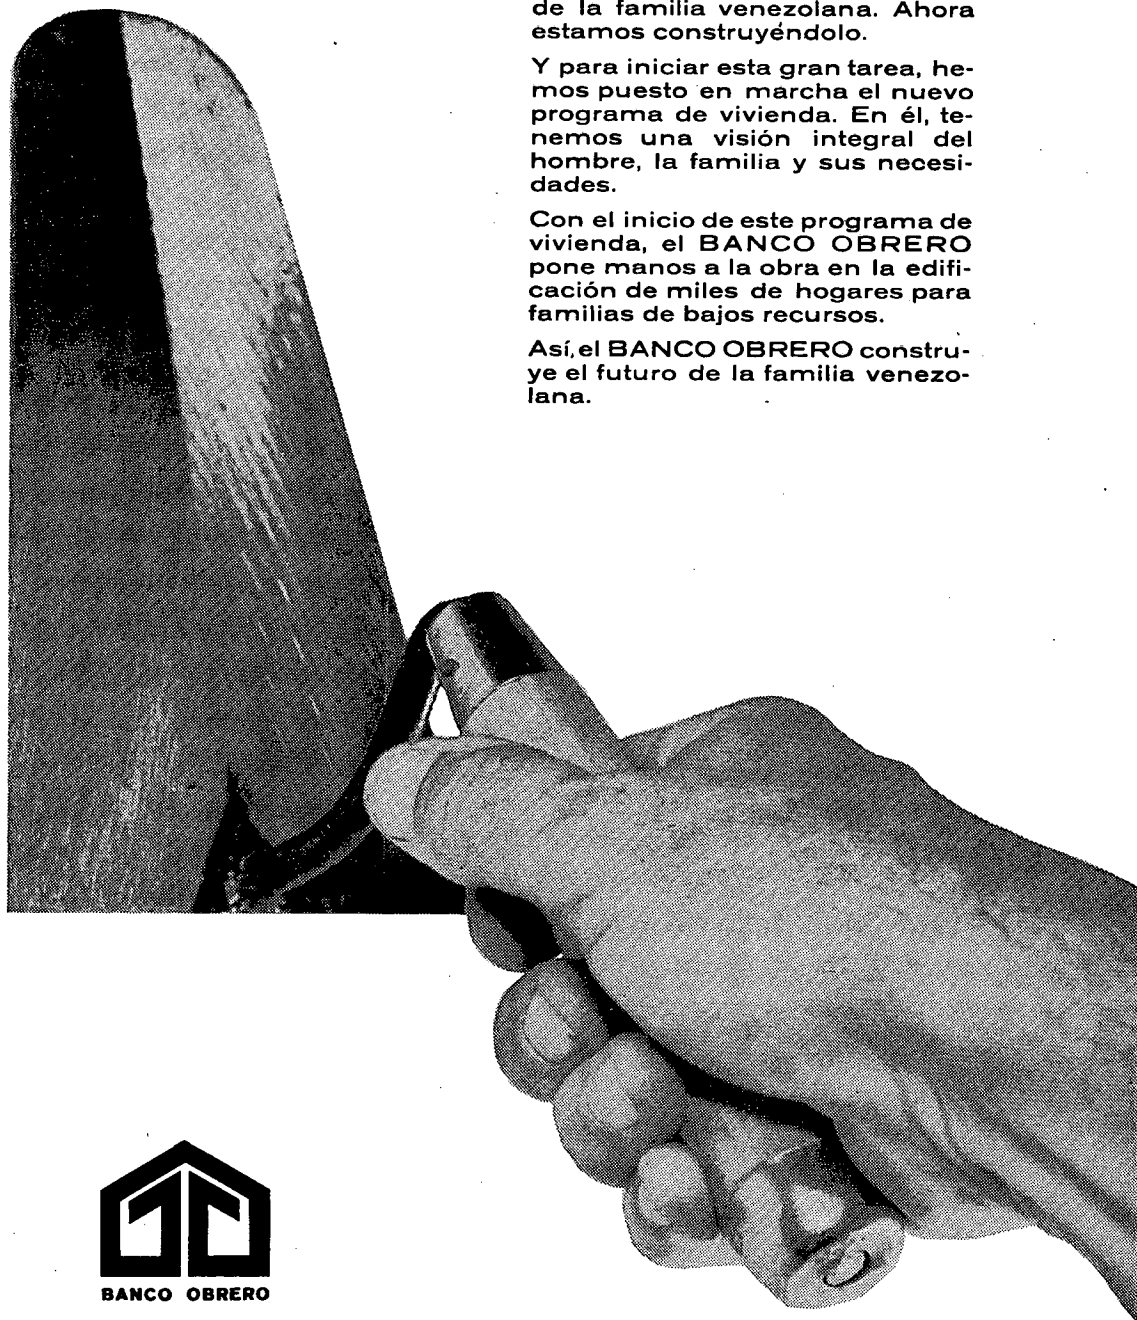 de la familia venezolana. Ahora
estamos construyéndolo.
Y para iniciar esta gran tarea, he-
mos puesto en marcha el nuevo
programa de vivienda. En él, te-
nemos una visión integral del
hombre, la familia y sus necesi-
dades.
Con el inicio de este programa de
vivienda, el BANCO OBRERO
pone manos a la obra en la edifi-
cación de miles de hogares para
familias de bajos recursos.
Así, el BANCO OBRERO constru-
ye el futuro de la familia venezo-
lana.
BANCO OBRERO